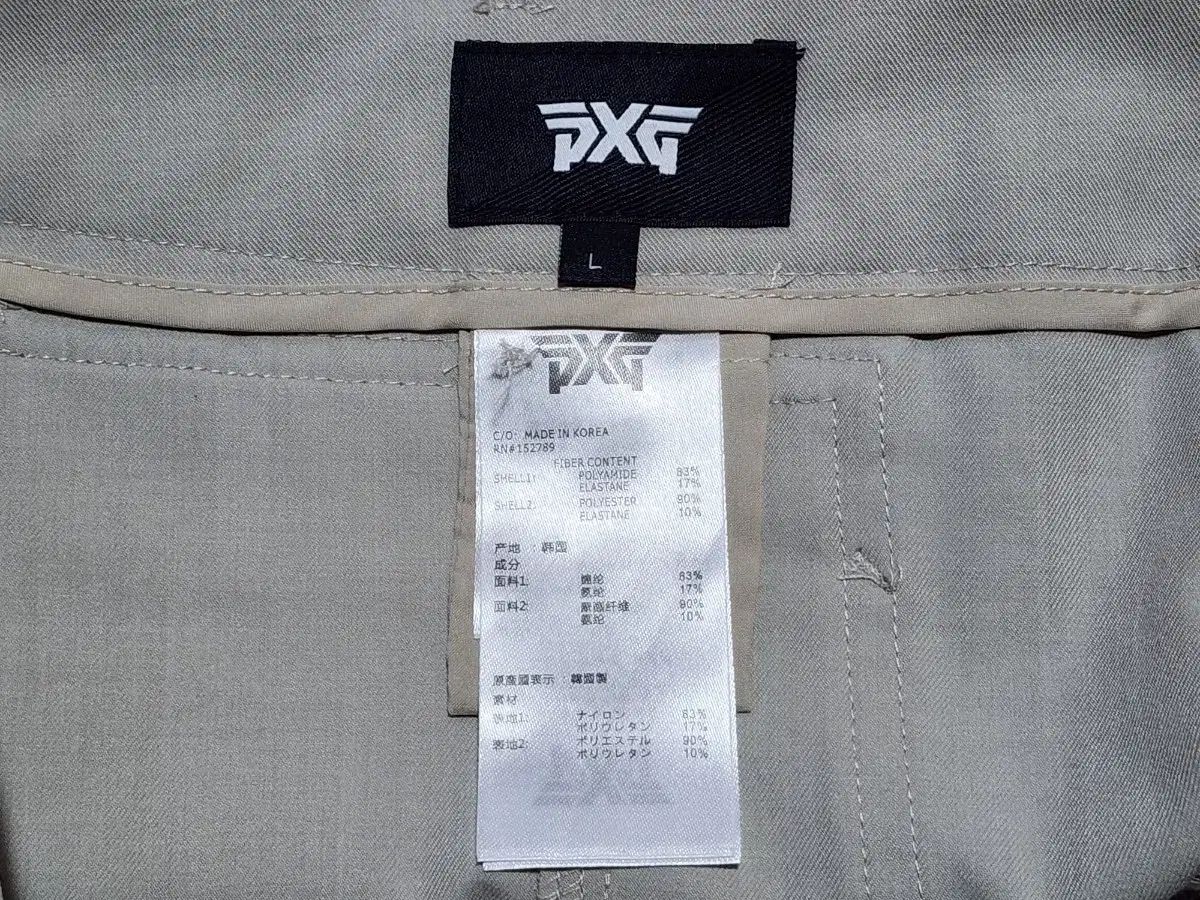 PXG
L
PXG
C/O: MADE IN KOREA
RN#152789
FIBER CONTENT
SHELL1: POLYAMIDE 83%
ELASTANE 17%
SHELL2: POLYESTER 90%
ELASTANE 10%
产地 : 韩国
成分
面料1: 锦纶 83%
氨纶 17%
面料2: 聚酯纤维 90%
氨纶 10%
原産國表示 : 韓國製
素材
表地1: ナイロン 83%
ポリウレタン 17%
表地2: ポリエステル 90%
ポリウレタン 10%